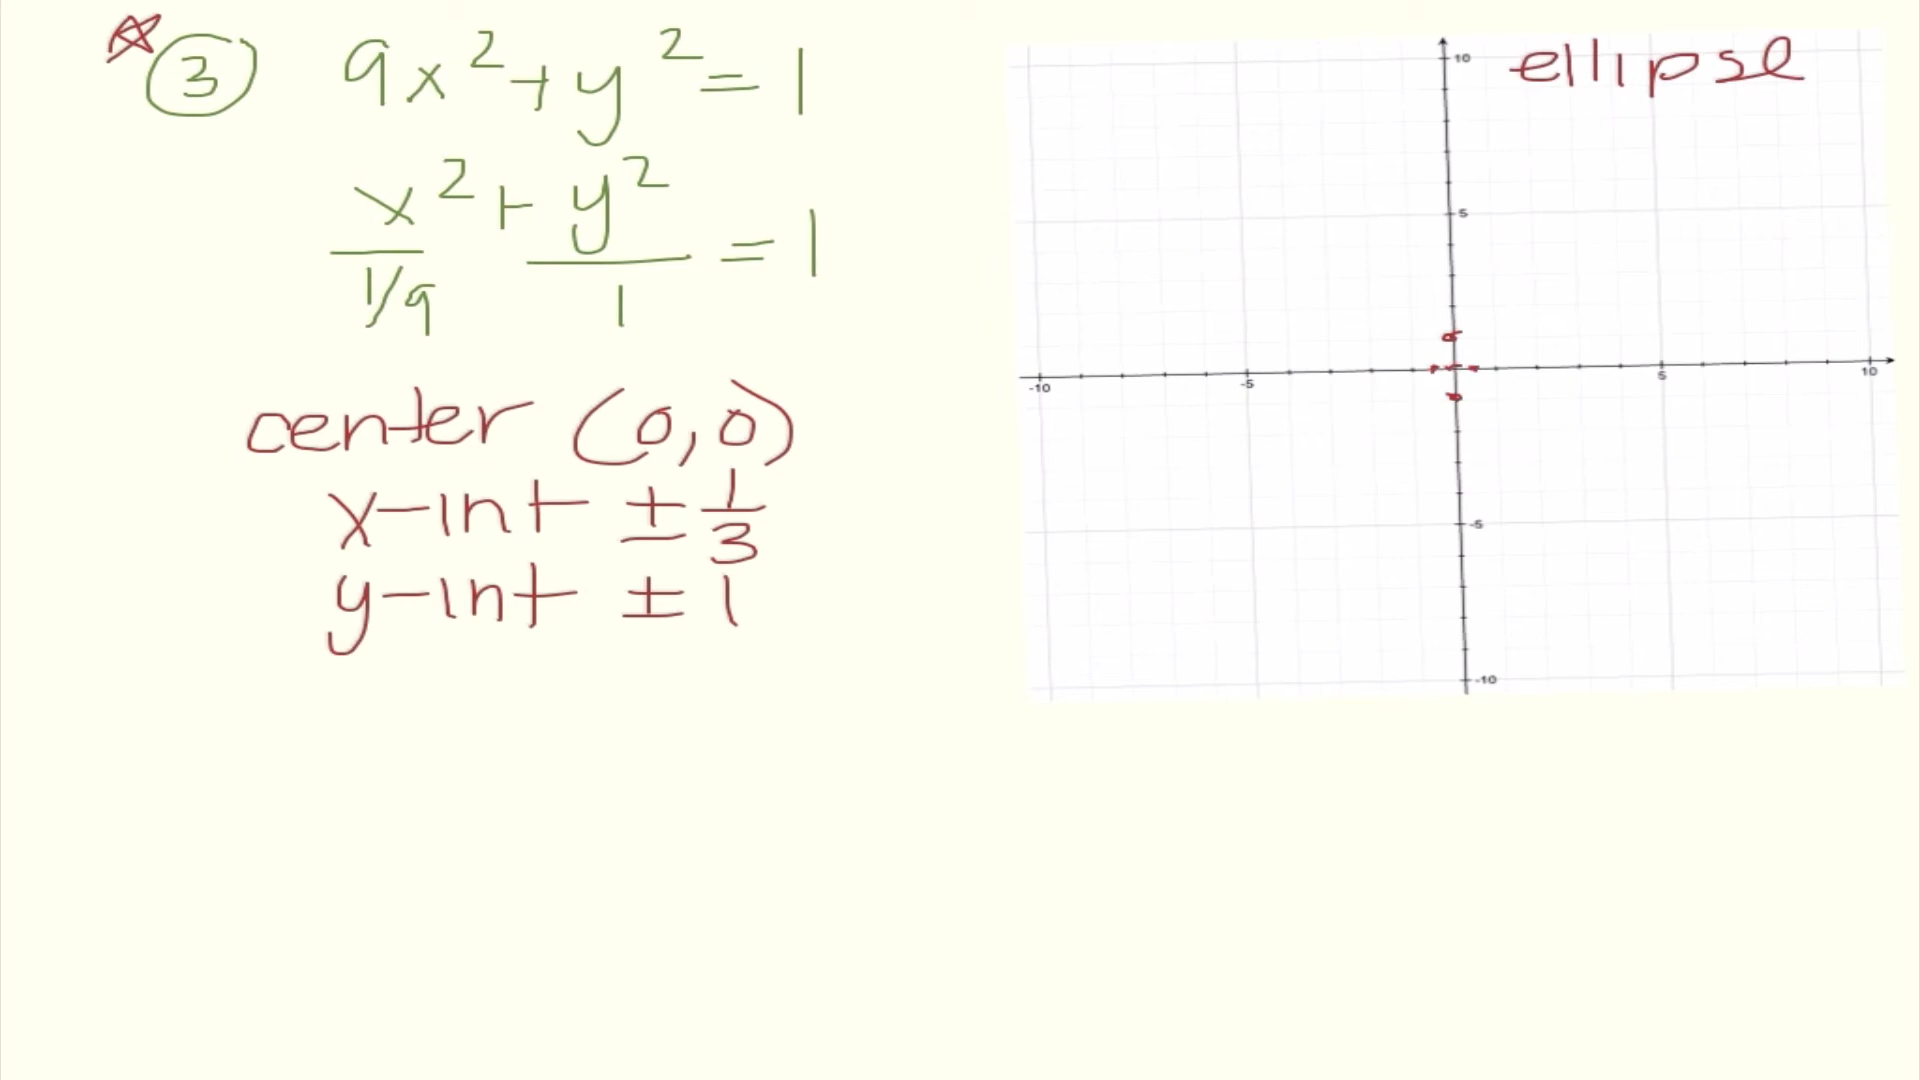 ③ 9x² + y² = 1
x²/(1/9) + y²/1 = 1
center (0,0)
x-int ± 1/3
y-int ± 1
ellipse
10
5
-10 -5 5 10
-5
-10